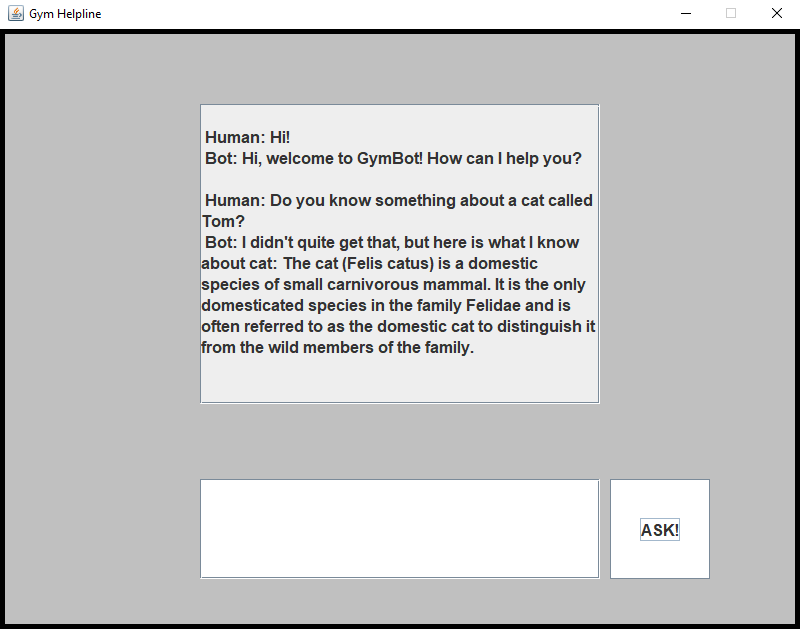 Gym Helpline
Human: Hi!
Bot: Hi, welcome to GymBot! How can I help you?
Human: Do you know something about a cat called
Tom?
Bot: I didn't quite get that, but here is what I know
about cat: The cat (Felis catus) is a domestic
species of small carnivorous mammal. It is the only
domesticated species in the family Felidae and is
often referred to as the domestic cat to distinguish it
from the wild members of the family.
ASK!